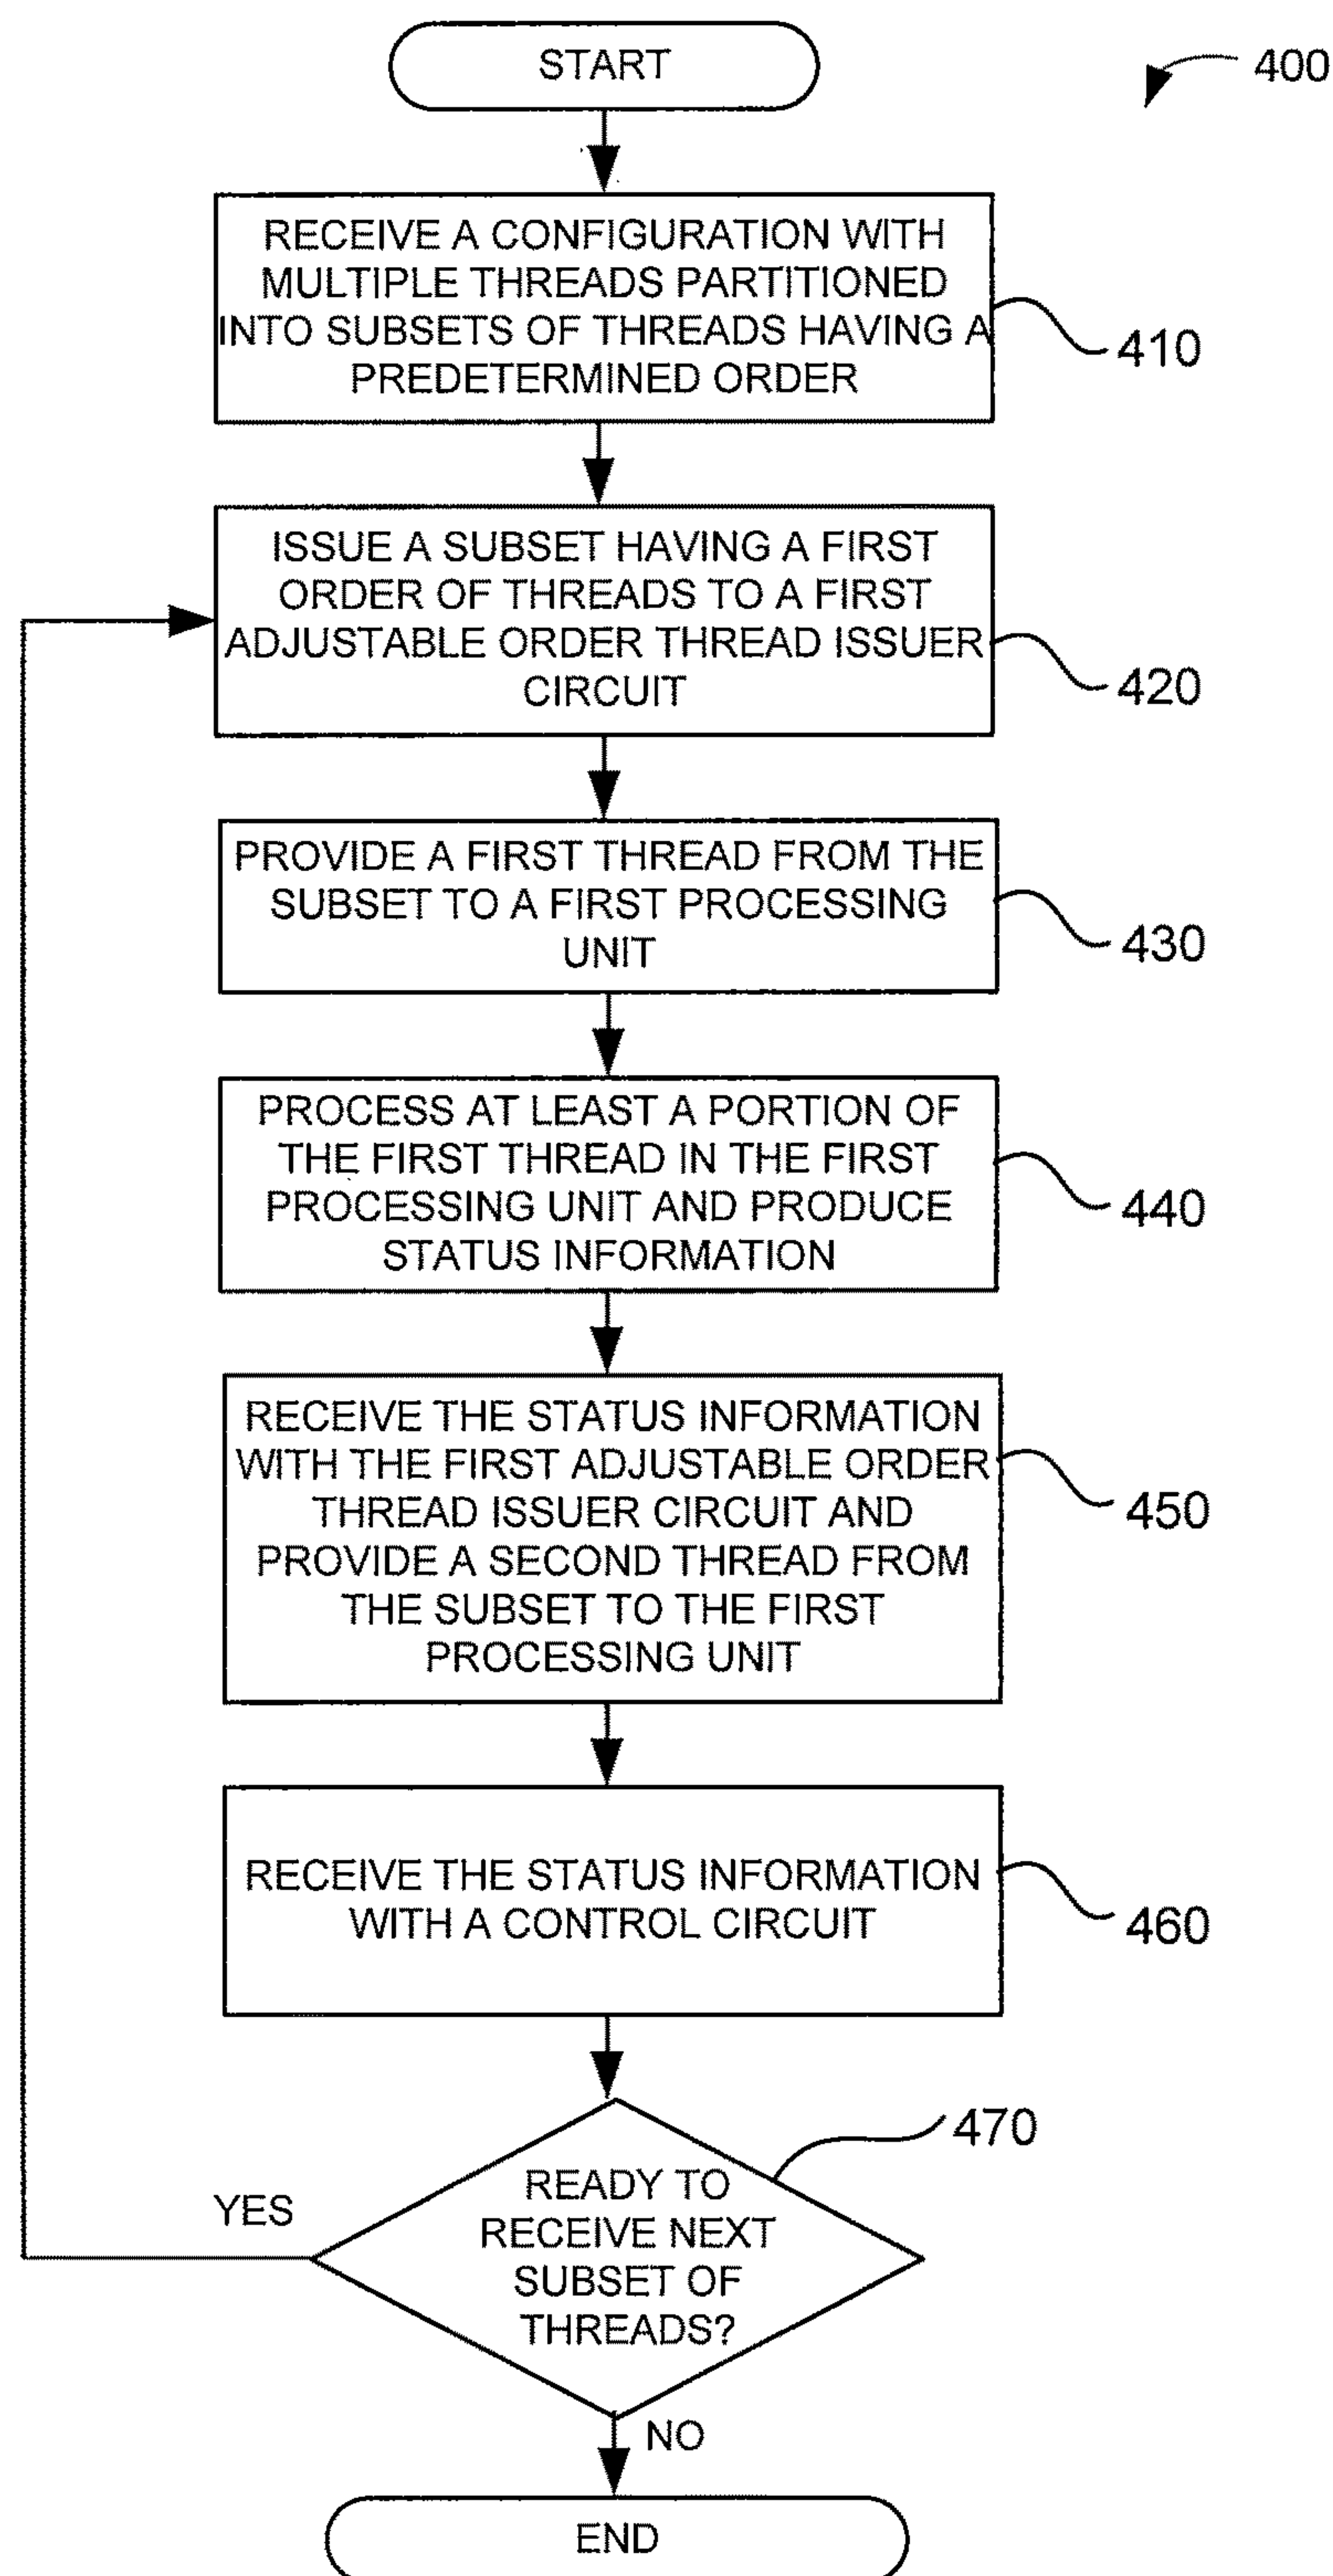 START
400
RECEIVE A CONFIGURATION WITH
MULTIPLE THREADS PARTITIONED
INTO SUBSETS OF THREADS HAVING A
PREDETERMINED ORDER
410
ISSUE A SUBSET HAVING A FIRST
ORDER OF THREADS TO A FIRST
ADJUSTABLE ORDER THREAD ISSUER
CIRCUIT
420
PROVIDE A FIRST THREAD FROM THE
SUBSET TO A FIRST PROCESSING
UNIT
430
PROCESS AT LEAST A PORTION OF
THE FIRST THREAD IN THE FIRST
PROCESSING UNIT AND PRODUCE
STATUS INFORMATION
440
RECEIVE THE STATUS INFORMATION
WITH THE FIRST ADJUSTABLE ORDER
THREAD ISSUER CIRCUIT AND
PROVIDE A SECOND THREAD FROM
THE SUBSET TO THE FIRST
PROCESSING UNIT
450
RECEIVE THE STATUS INFORMATION
WITH A CONTROL CIRCUIT
460
470
YES
READY TO
RECEIVE NEXT
SUBSET OF
THREADS?
NO
END